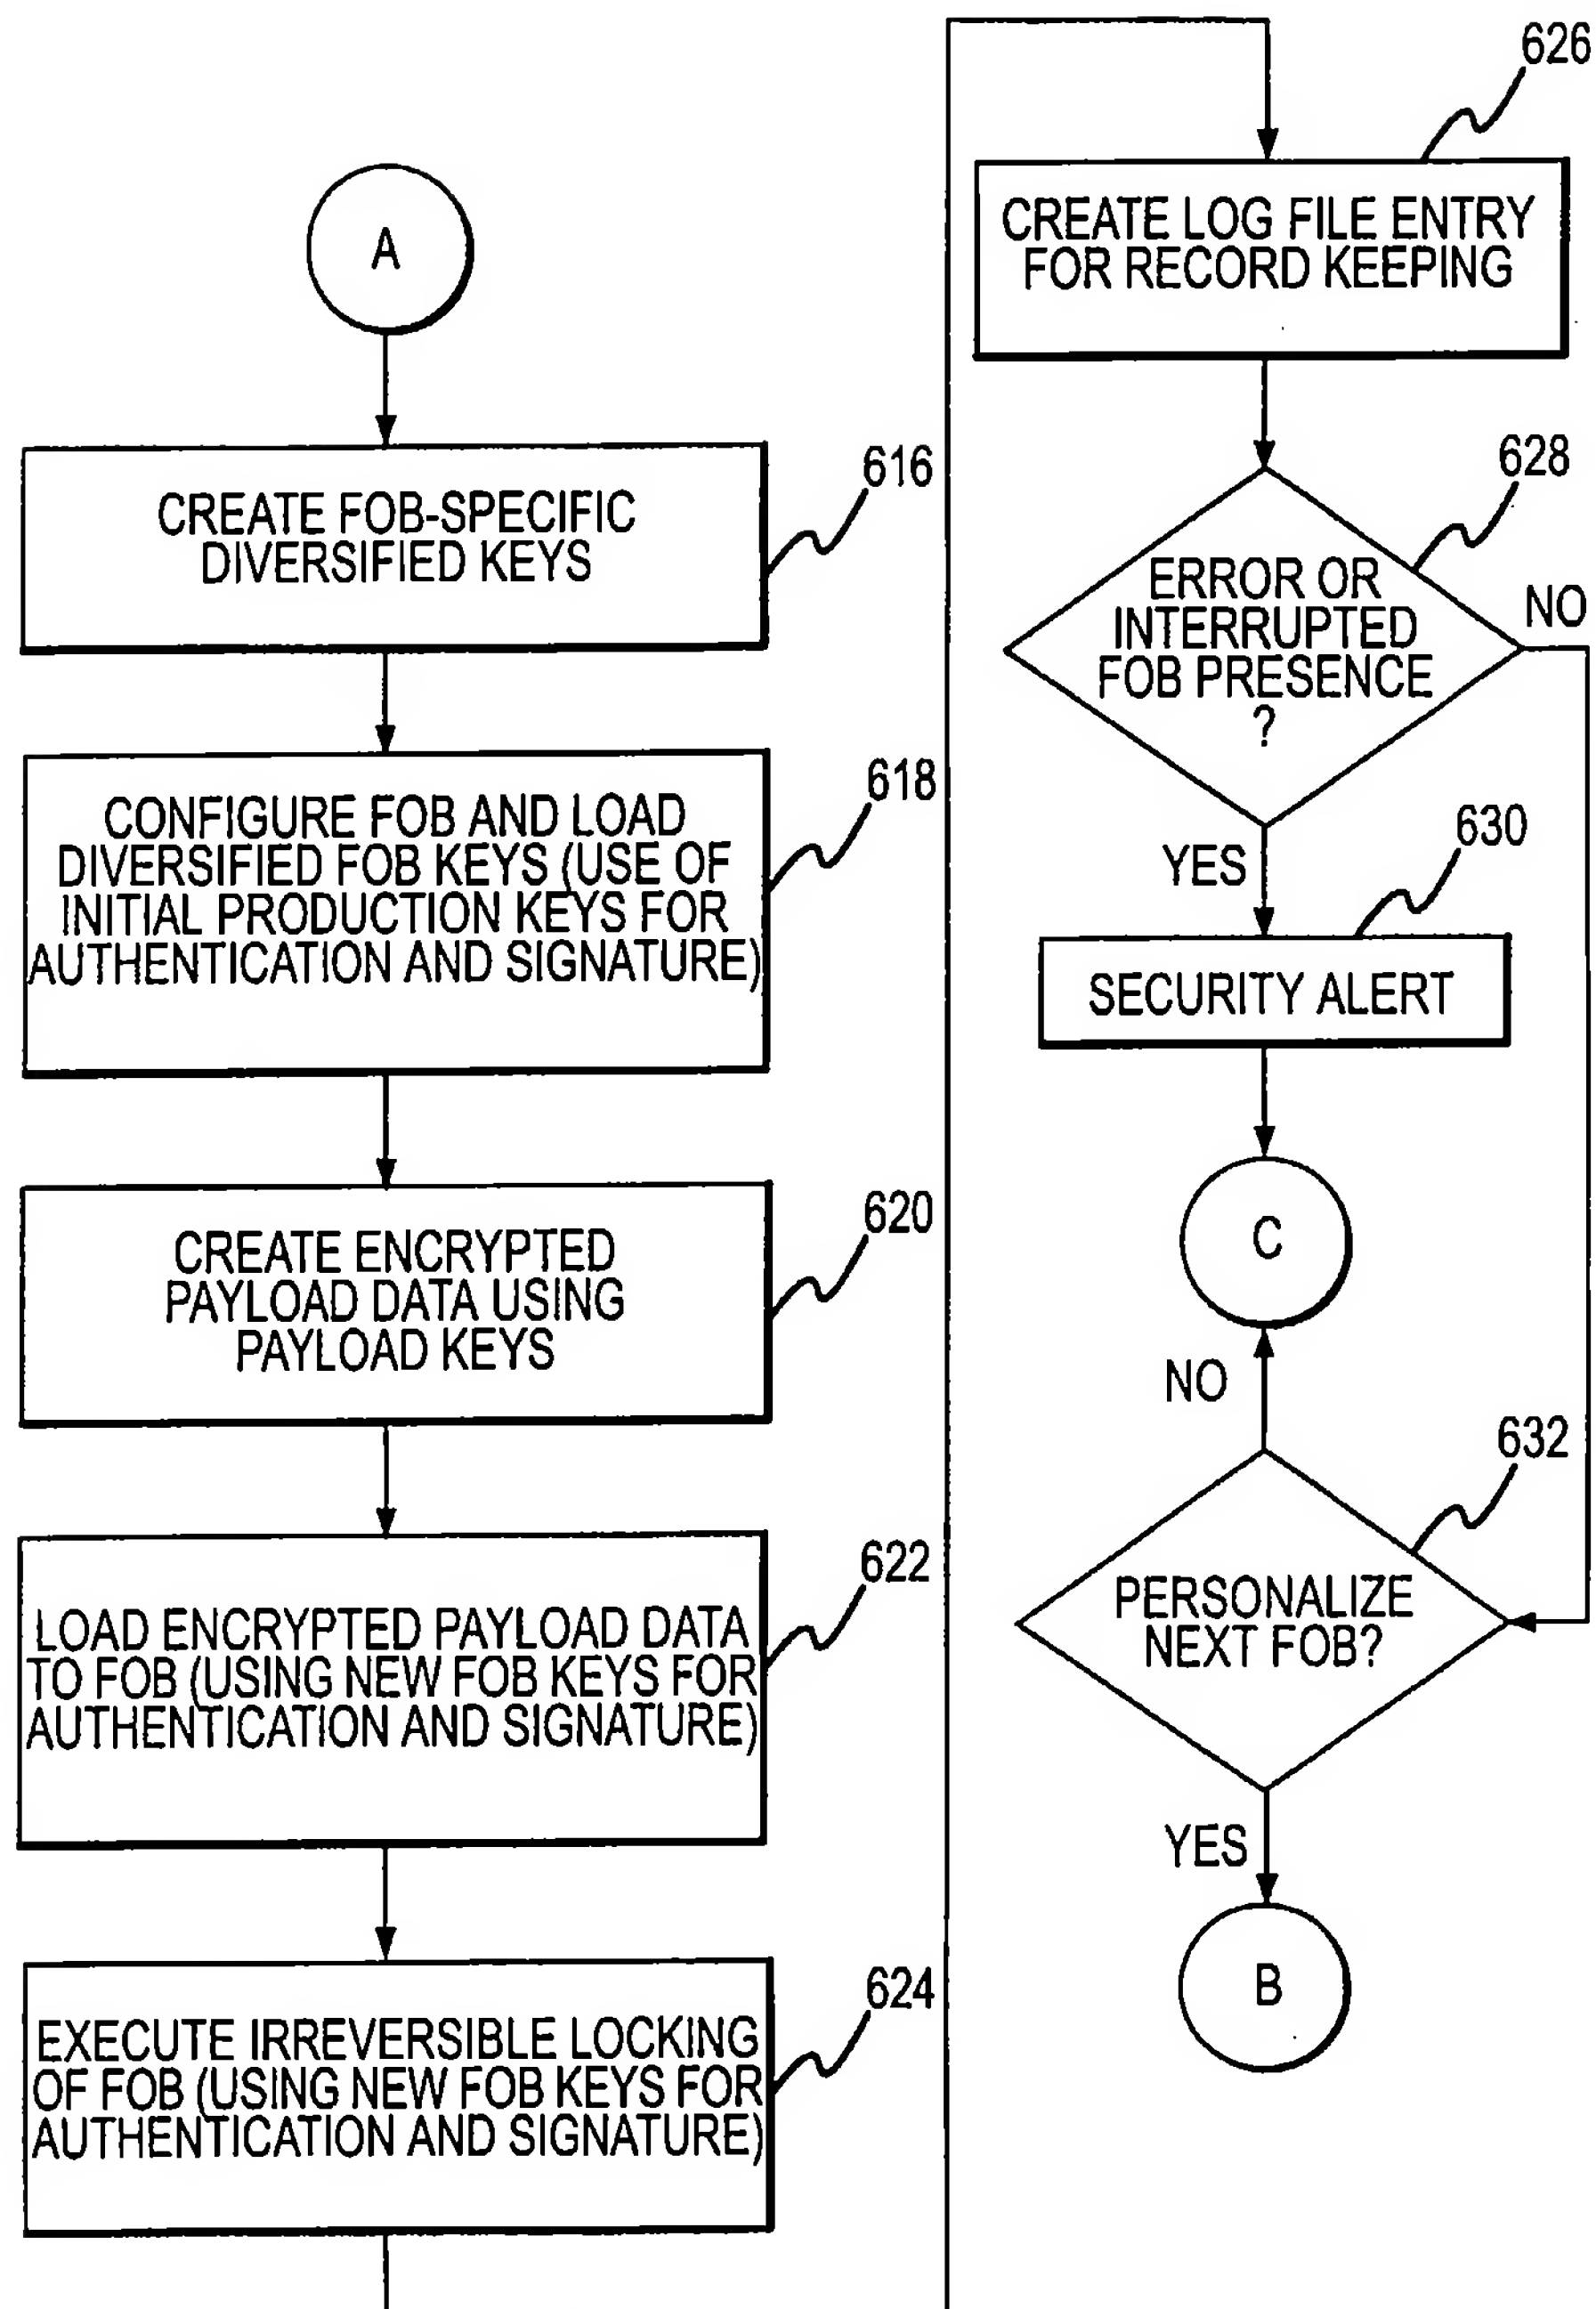 A
CREATE FOB-SPECIFIC
DIVERSIFIED KEYS
616
CONFIGURE FOB AND LOAD
DIVERSIFIED FOB KEYS (USE OF
INITIAL PRODUCTION KEYS FOR
AUTHENTICATION AND SIGNATURE)
618
CREATE ENCRYPTED
PAYLOAD DATA USING
PAYLOAD KEYS
620
LOAD ENCRYPTED PAYLOAD DATA
TO FOB (USING NEW FOB KEYS FOR
AUTHENTICATION AND SIGNATURE)
622
EXECUTE IRREVERSIBLE LOCKING
OF FOB (USING NEW FOB KEYS FOR
AUTHENTICATION AND SIGNATURE)
624
626
CREATE LOG FILE ENTRY
FOR RECORD KEEPING
628
ERROR OR
INTERRUPTED
FOB PRESENCE
?
NO
YES
630
SECURITY ALERT
C
NO
632
PERSONALIZE
NEXT FOB?
YES
B